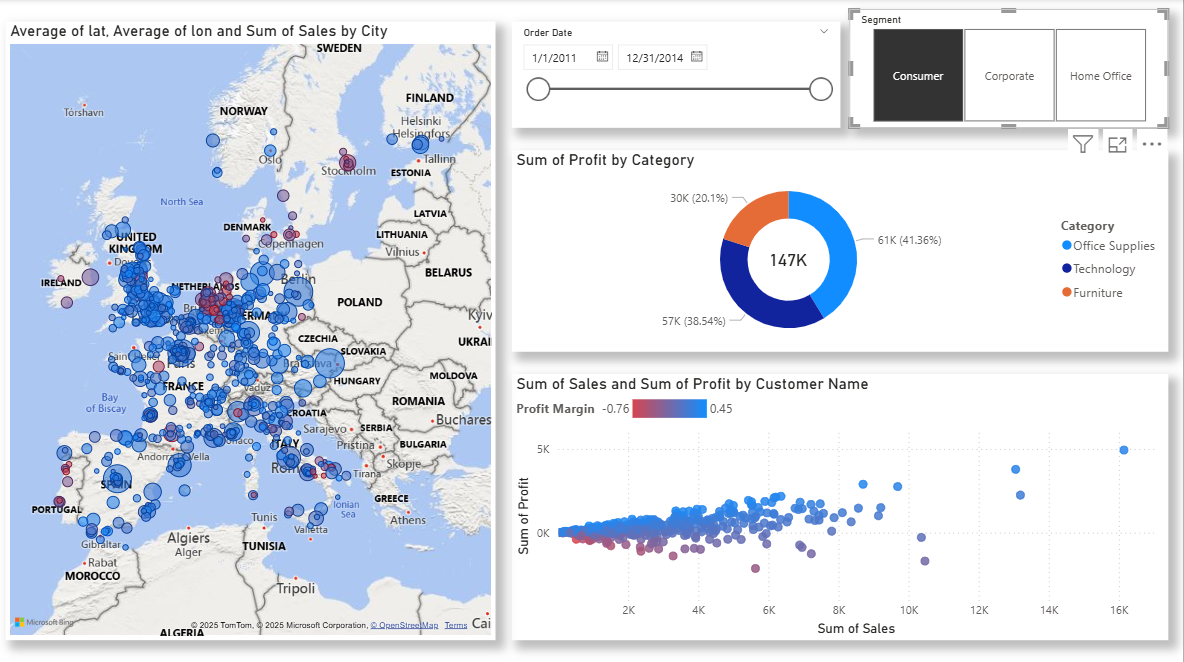 Average of lat, Average of lon and Sum of Sales by City
SWEDEN
FINLAND
Tórshavn
NORWAY
Helsinki
Helsingfors
Oslo
Tallinn
Stockholm
ESTONIA
North Sea
LATVIA
DENMARK
LITHUANIA
Copenhagen
UNITED
KINGDOM
Vilnius
BELARUS
IRELAND
NETHERLANDS
Berlin
POLAND
Kyiv
CZECHIA
UKRAI
SLOVAKIA
Paris
Vaduz
HUNGARY
MOLDOVA
FRANCE
Bay
of Biscay
ROMANIA
CROATIA
Bucharest
Sarajevo
SERBIA
Pristina
BULGARIA
ITALY
Andorra la Vella
Skopje
Tirana
SPAIN
GREECE
PORTUGAL
Ionian
Sea
Tunis
Athens
Valletta
Gibraltar
Algiers
Alger
TUNISIA
Rabat
MOROCCO
Tripoli
Microsoft Bing
© 2025 TomTom, © 2025 Microsoft Corporation, © OpenStreetMap Terms
Cai
ALGERIA
Order Date
1/1/2011
12/31/2014
Segment
Consumer
Corporate
Home Office
Sum of Profit by Category
30K (20.1%)
61K (41.36%)
147K
57K (38.54%)
Category
Office Supplies
Technology
Furniture
Sum of Sales and Sum of Profit by Customer Name
Profit Margin -0.76 0.45
5K
0K
Sum of Profit
2K 4K 6K 8K 10K 12K 14K 16K
Sum of Sales